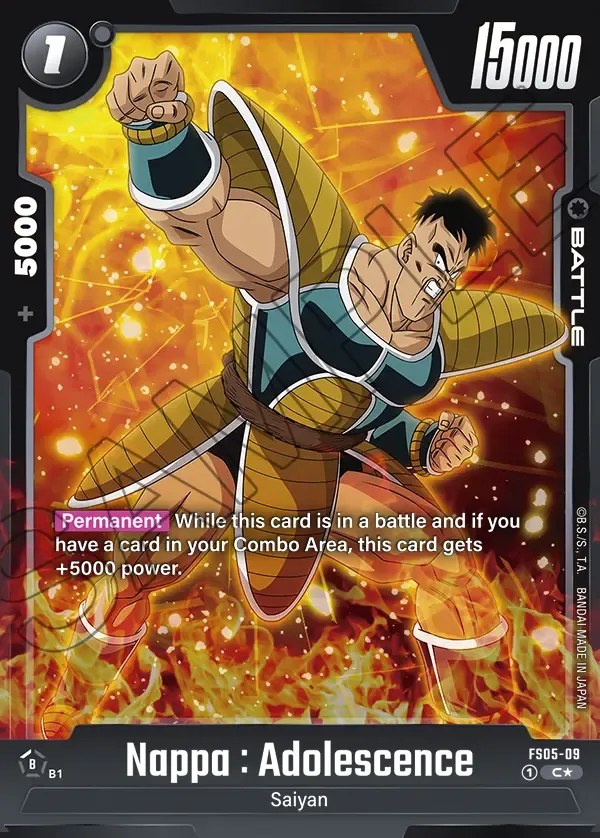 1
15000
+ 5000
BATTLE
SAMPLE
Permanent While this card is in a battle and if you
have a card in your Combo Area, this card gets
+5000 power.
©B.S./S., T.A. BANDAI MADE IN JAPAN
B
B1
Nappa : Adolescence
FS05-09
1 C★
Saiyan